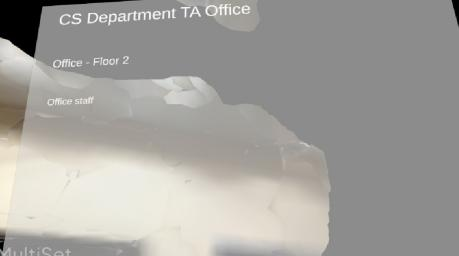 CS Department TA Office
Office - Floor 2
Office staff
MultiSet